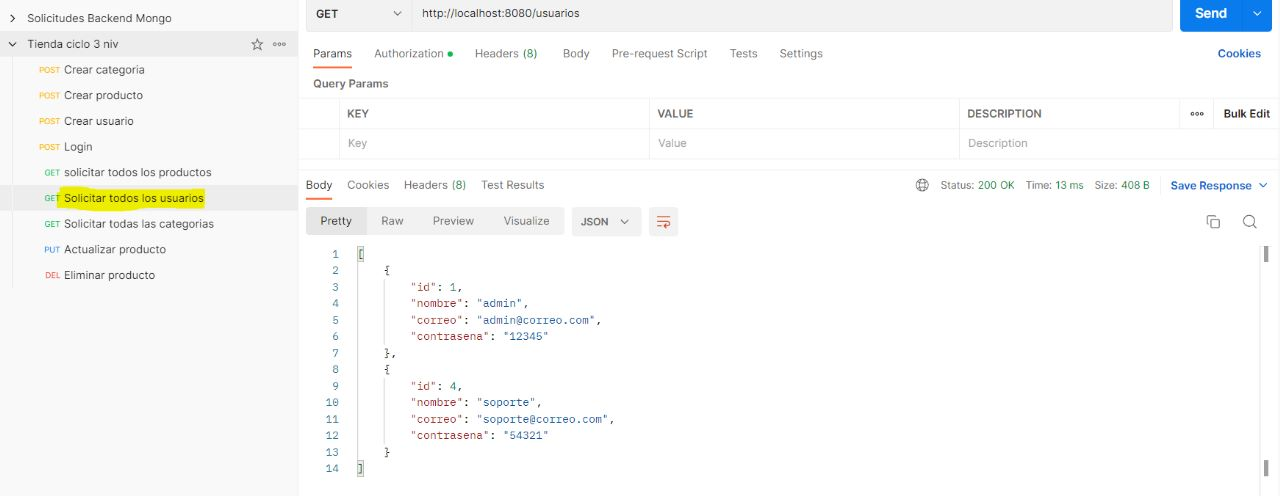 Solicitudes Backend Mongo
Tienda ciclo 3 niv
POST Crear categoria
POST Crear producto
POST Crear usuario
POST Login
GET solicitar todos los productos
GET Solicitar todos los usuarios
GET Solicitar todas las categorias
PUT Actualizar producto
DEL Eliminar producto
GET http://localhost:8080/usuarios Send
Params Authorization Headers (8) Body Pre-request Script Tests Settings Cookies
Query Params
KEY VALUE DESCRIPTION Bulk Edit
Key Value Description
Body Cookies Headers (8) Test Results Status: 200 OK Time: 13 ms Size: 408 B Save Response
Pretty Raw Preview Visualize JSON
1 [
2 {
3 "id": 1,
4 "nombre": "admin",
5 "correo": "admin@correo.com",
6 "contrasena": "12345"
7 },
8 {
9 "id": 4,
10 "nombre": "soporte",
11 "correo": "soporte@correo.com",
12 "contrasena": "54321"
13 }
14 ]